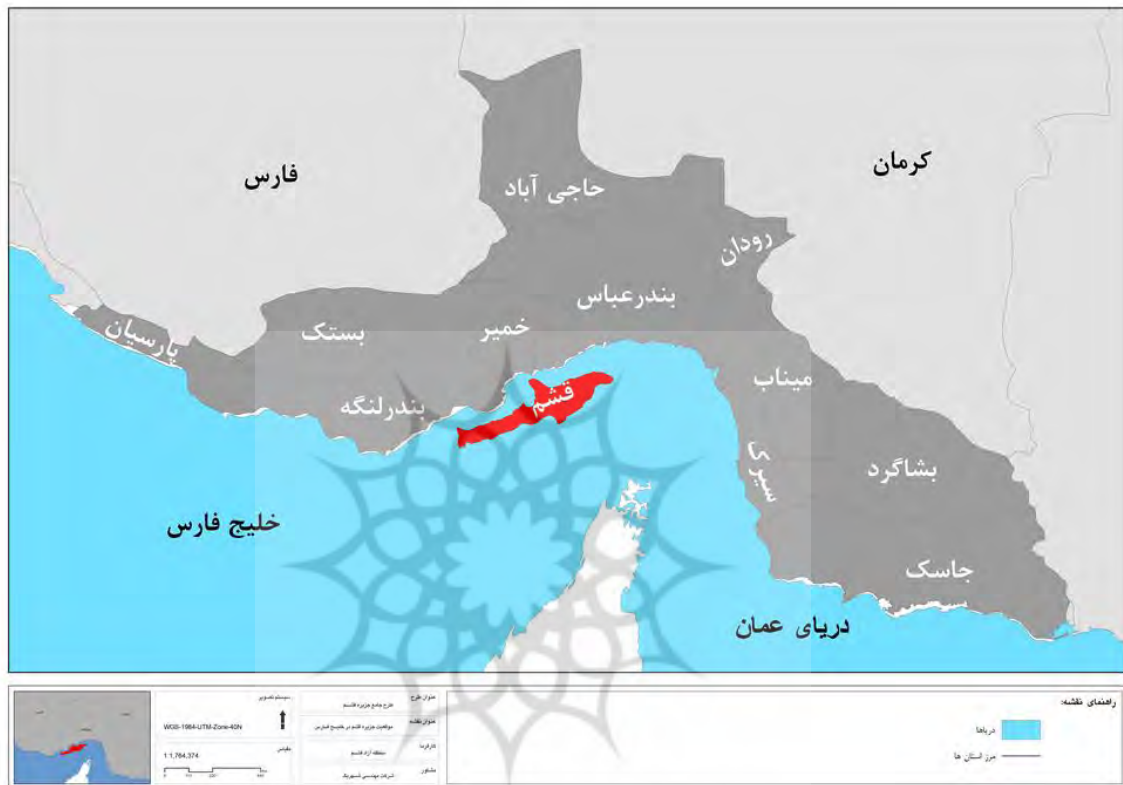 فارس
کرمان
حاجی آباد
رودان
بندرعباس
خمیر
بستک
پارسیان
میناب
قشم
بندرلنگه
سیری
بشاگرد
خلیج فارس
جاسک
دریای عمان
راهنمای نقشه:
دریاها
مرز استان ها
عنوان طرح
طرح جامع جزیره قشم
عنوان نقشه
موقعیت جزیره قشم در خلیج فارس
کارفرما
منطقه آزاد قشم
مشاور
سیستم تصویر
WGS-1984-UTM-Zone-40N
مقیاس
1:1,764,374